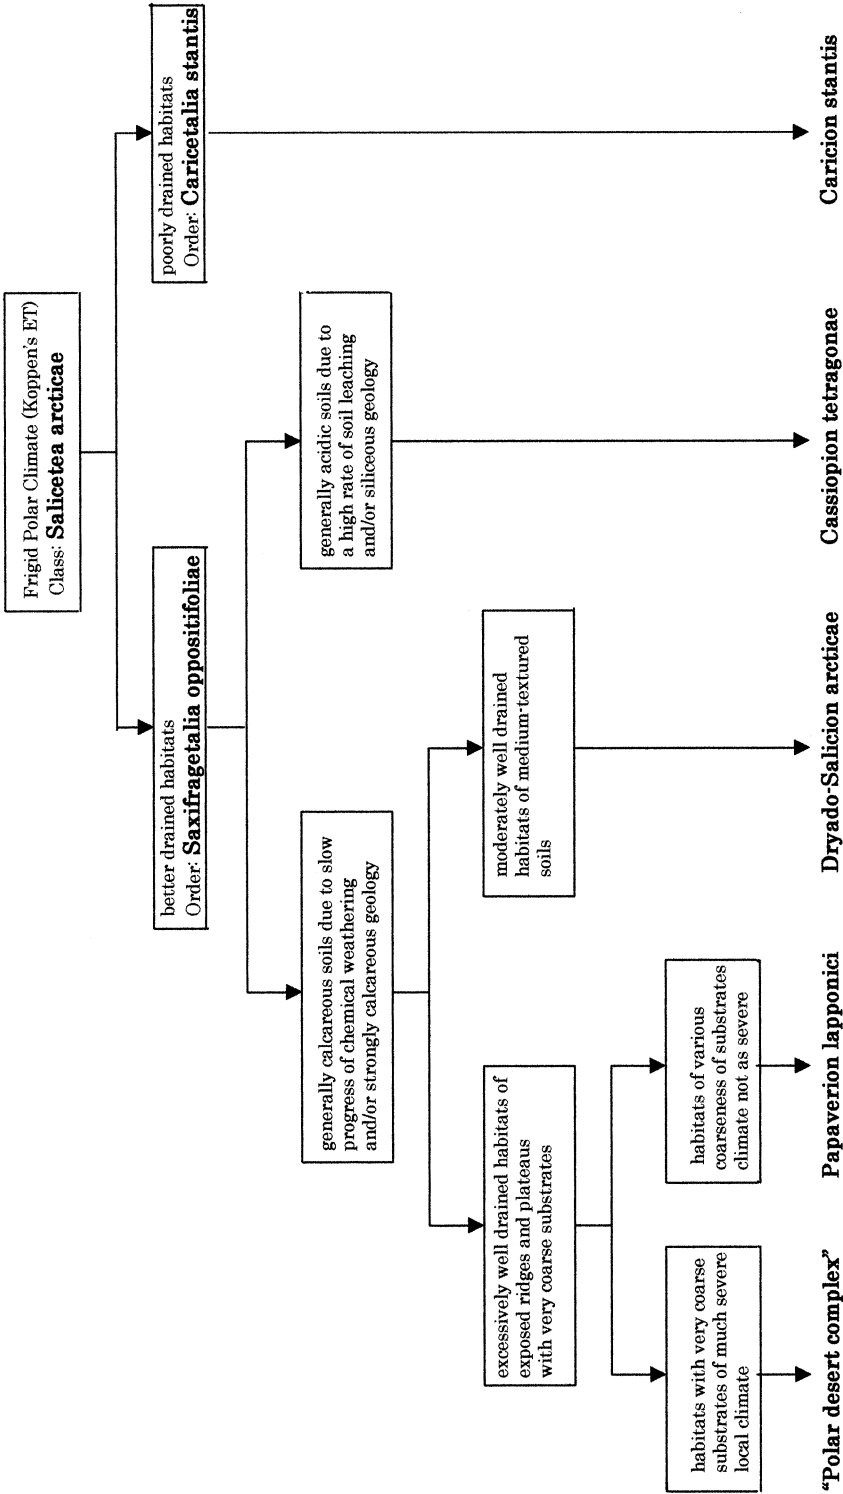 Frigid Polar Climate (Koppen's ET)
Class: Salicetea arcticae
better drained habitats
Order: Saxifragetalia oppositifoliae
poorly drained habitats
Order: Caricetalia stantis
generally calcareous soils due to slow
progress of chemical weathering
and/or strongly calcareous geology
generally acidic soils due to
a high rate of soil leaching
and/or siliceous geology
excessively well drained habitats of
exposed ridges and plateaus
with very coarse substrates
moderately well drained
habitats of medium-textured
soils
habitats with very coarse
substrates of much severe
local climate
habitats of various
coarseness of substrates
climate not as severe
“Polar desert complex”
Papaverion lapponici
Dryado-Salicion arcticae
Cassiopion tetragonae
Caricion stantis